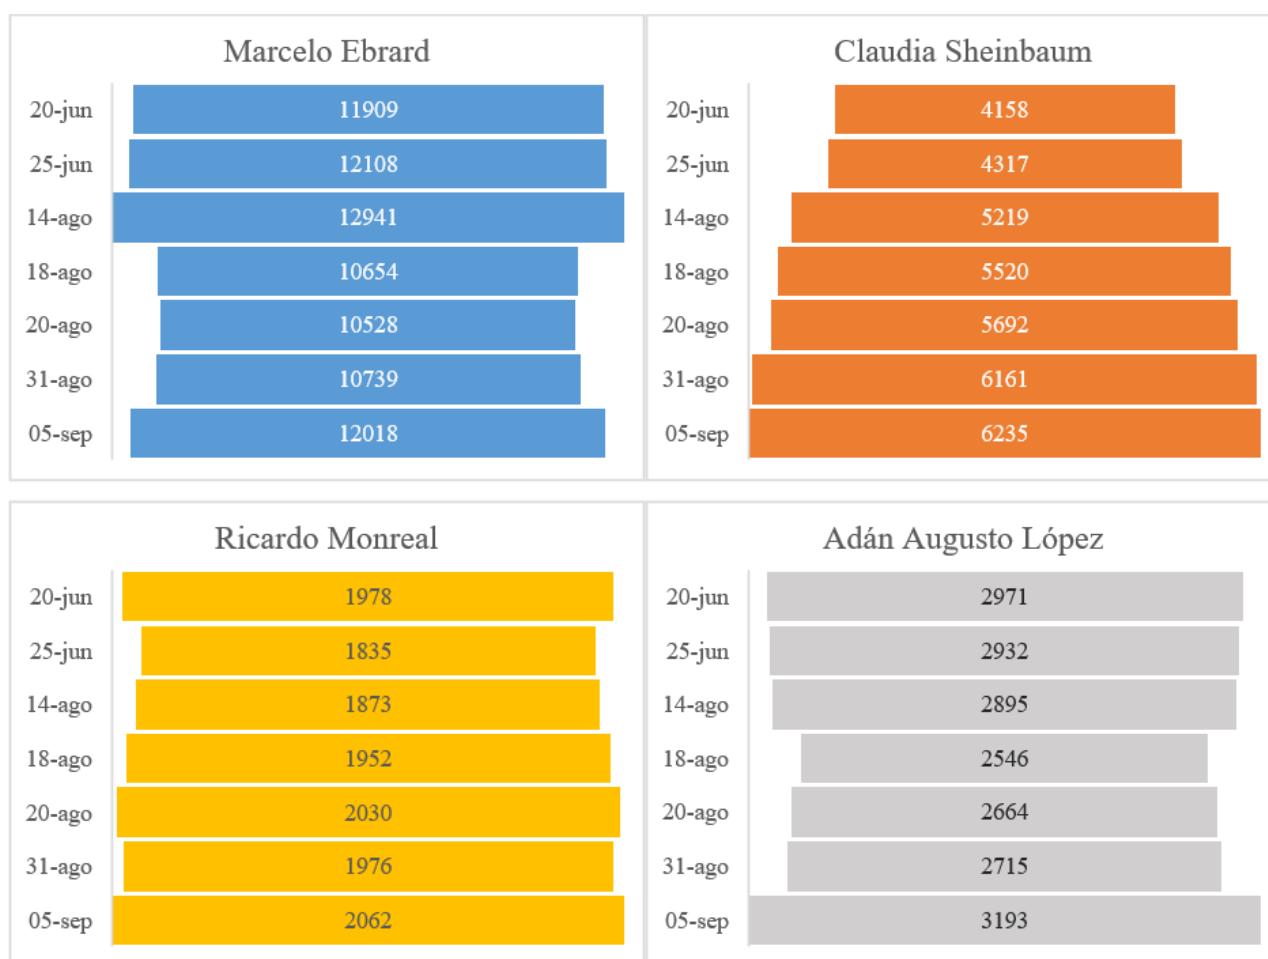 Marcelo Ebrard
20-jun 11909
25-jun 12108
14-ago 12941
18-ago 10654
20-ago 10528
31-ago 10739
05-sep 12018
Claudia Sheinbaum
20-jun 4158
25-jun 4317
14-ago 5219
18-ago 5520
20-ago 5692
31-ago 6161
05-sep 6235
Ricardo Monreal
20-jun 1978
25-jun 1835
14-ago 1873
18-ago 1952
20-ago 2030
31-ago 1976
05-sep 2062
Adán Augusto López
20-jun 2971
25-jun 2932
14-ago 2895
18-ago 2546
20-ago 2664
31-ago 2715
05-sep 3193